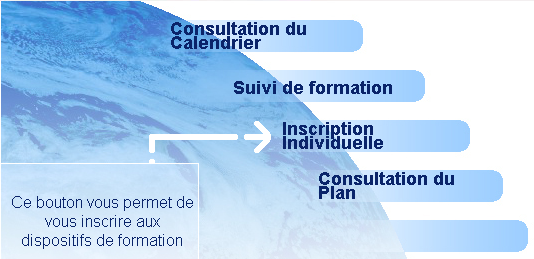 Consultation du
Calendrier
Suivi de formation
Inscription
Individuelle
Consultation du
Plan
Ce bouton vous permet de
vous inscrire aux
dispositifs de formation